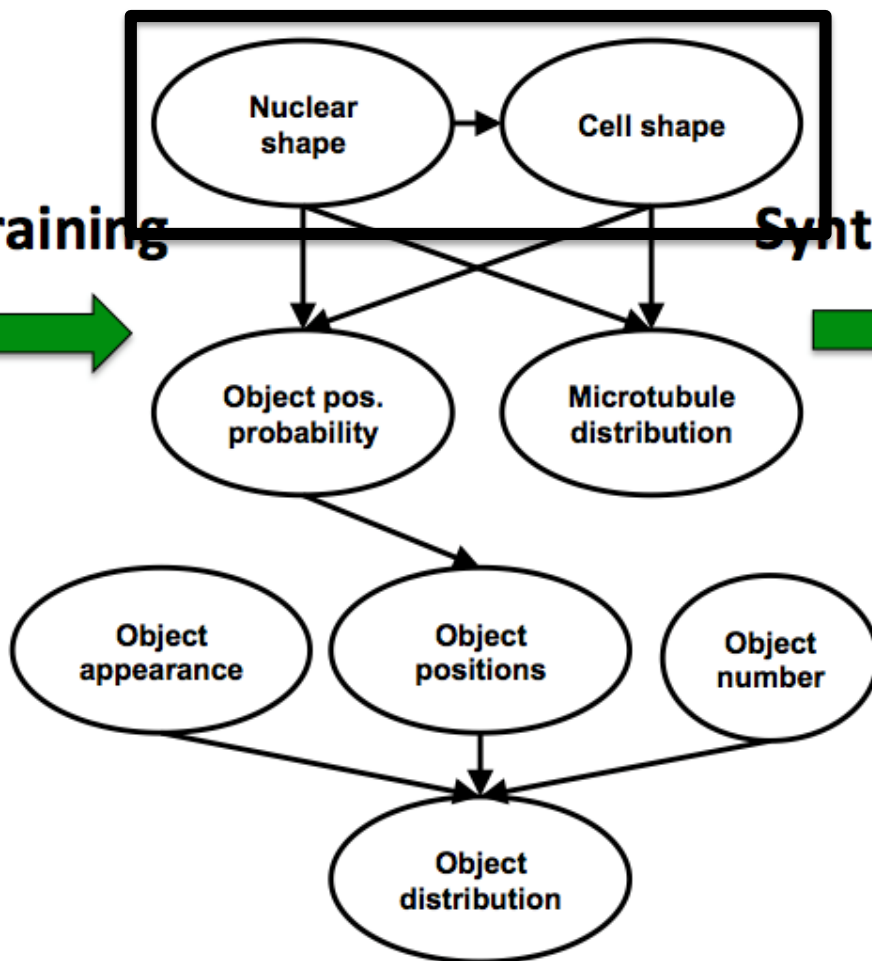 Nuclear
shape
Cell shape
raining
Synt
Object pos.
probability
Microtubule
distribution
Object
appearance
Object
positions
Object
number
Object
distribution